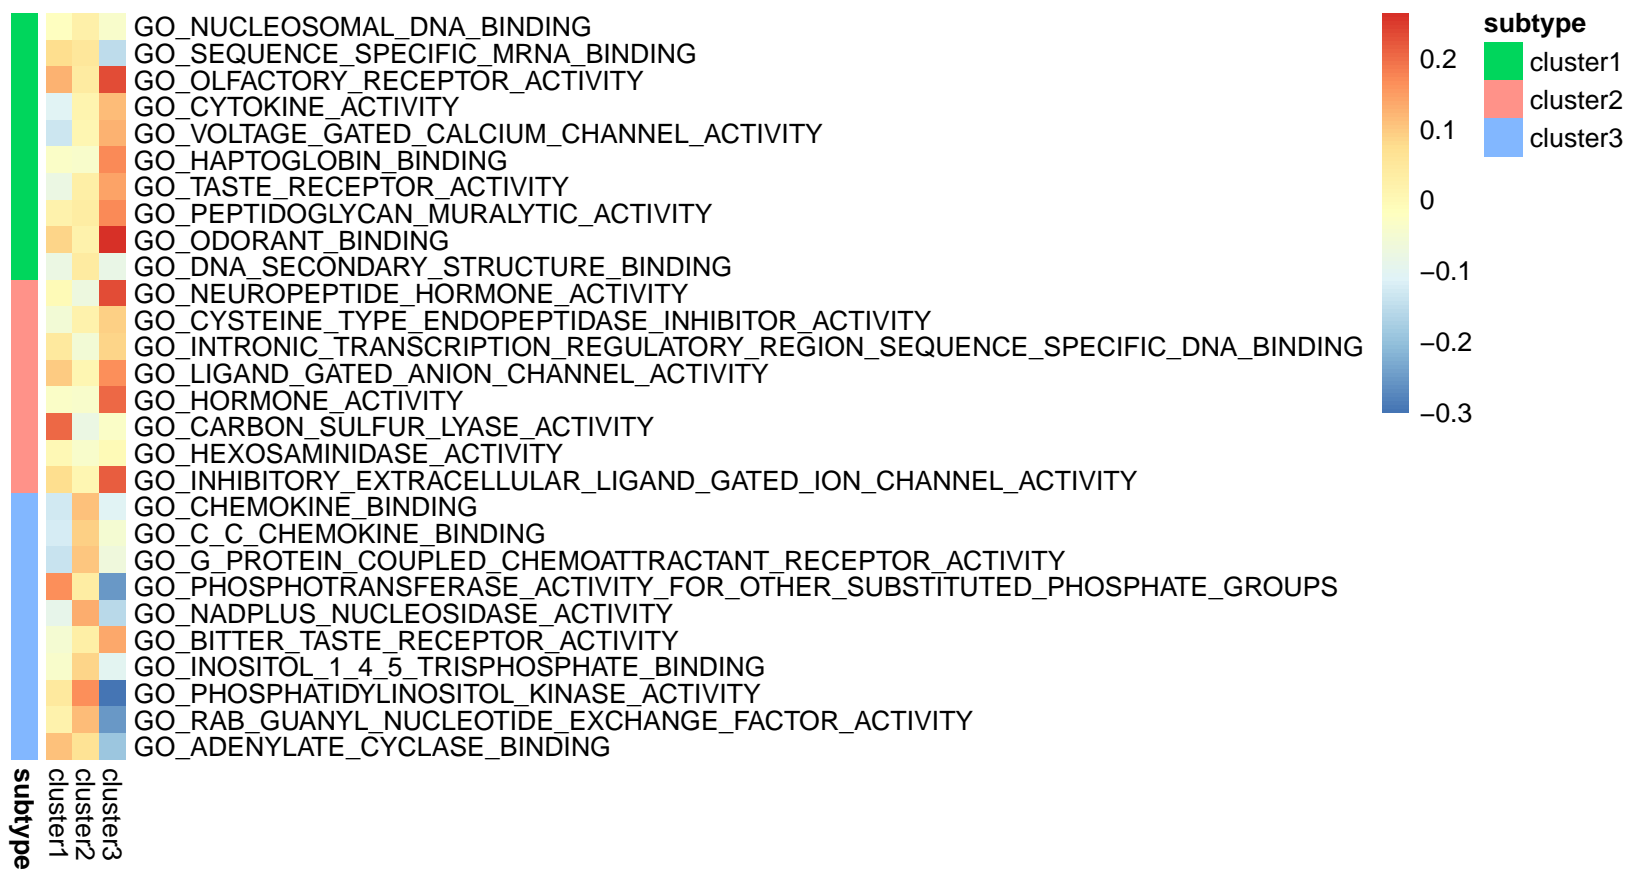 GO_NUCLEOSOMAL_DNA_BINDING
GO_SEQUENCE_SPECIFIC_MRNA_BINDING
GO_OLFACTORY_RECEPTOR_ACTIVITY
GO_CYTOKINE_ACTIVITY
GO_VOLTAGE_GATED_CALCIUM_CHANNEL_ACTIVITY
GO_HAPTOGLOBIN_BINDING
GO_TASTE_RECEPTOR_ACTIVITY
GO_PEPTIDOGLYCAN_MURALYTIC_ACTIVITY
GO_ODORANT_BINDING
GO_DNA_SECONDARY_STRUCTURE_BINDING
GO_NEUROPEPTIDE_HORMONE_ACTIVITY
GO_CYSTEINE_TYPE_ENDOPEPTIDASE_INHIBITOR_ACTIVITY
GO_INTRONIC_TRANSCRIPTION_REGULATORY_REGION_SEQUENCE_SPECIFIC_DNA_BINDING
GO_LIGAND_GATED_ANION_CHANNEL_ACTIVITY
GO_HORMONE_ACTIVITY
GO_CARBON_SULFUR_LYASE_ACTIVITY
GO_HEXOSAMINIDASE_ACTIVITY
GO_INHIBITORY_EXTRACELLULAR_LIGAND_GATED_ION_CHANNEL_ACTIVITY
GO_CHEMOKINE_BINDING
GO_C_C_CHEMOKINE_BINDING
GO_G_PROTEIN_COUPLED_CHEMOATTRACTANT_RECEPTOR_ACTIVITY
GO_PHOSPHOTRANSFERASE_ACTIVITY_FOR_OTHER_SUBSTITUTED_PHOSPHATE_GROUPS
GO_NADPLUS_NUCLEOSIDASE_ACTIVITY
GO_BITTER_TASTE_RECEPTOR_ACTIVITY
GO_INOSITOL_1_4_5_TRISPHOSPHATE_BINDING
GO_PHOSPHATIDYLINOSITOL_KINASE_ACTIVITY
GO_RAB_GUANYL_NUCLEOTIDE_EXCHANGE_FACTOR_ACTIVITY
GO_ADENYLATE_CYCLASE_BINDING
subtype
cluster1
cluster2
cluster3
0.2
0.1
0
−0.1
−0.2
−0.3
subtype
cluster1
cluster2
cluster3